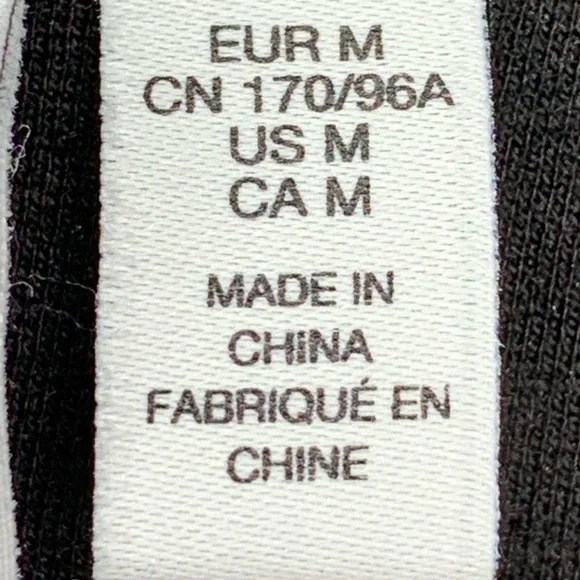 EUR M
CN 170/96A
US M
CA M
MADE IN
CHINA
FABRIQUÉ EN
CHINE